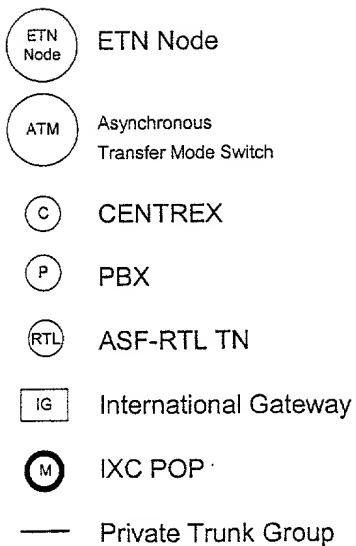 ETN
Node
ETN Node
ATM
Asynchronous
Transfer Mode Switch
C
CENTREX
P
PBX
RTL
ASF-RTL TN
IG
International Gateway
M
IXC POP
Private Trunk Group